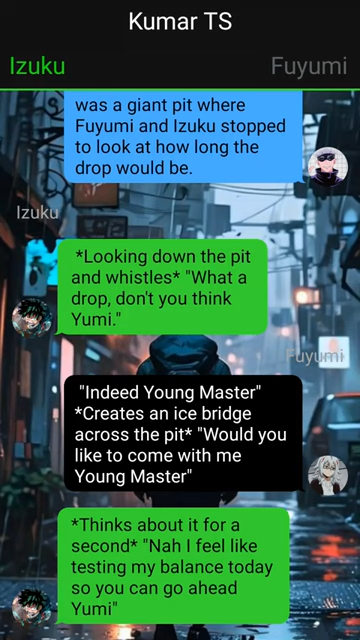 Kumar TS
Izuku
Fuyumi
was a giant pit where
Fuyumi and Izuku stopped
to look at how long the
drop would be.
Izuku
*Looking down the pit
and whistles* "What a
drop, don't you think
Yumi."
Fuyumi
"Indeed Young Master"
*Creates an ice bridge
across the pit* "Would you
like to come with me
Young Master"
*Thinks about it for a
second* "Nah I feel like
testing my balance today
so you can go ahead
Yumi"